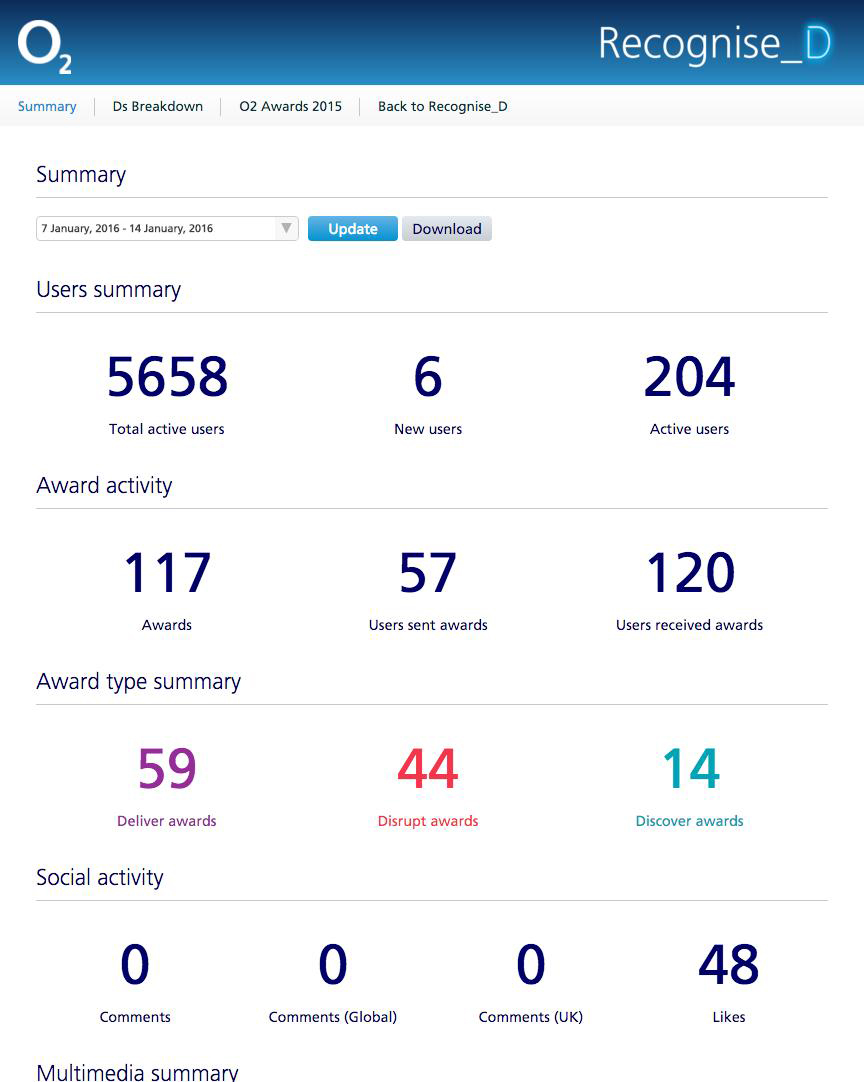 O2
Recognise_D
Summary
Ds Breakdown
O2 Awards 2015
Back to Recognise_D
Summary
7 January, 2016 - 14 January, 2016
Update
Download
Users summary
5658
6
204
Total active users
New users
Active users
Award activity
117
57
120
Awards
Users sent awards
Users received awards
Award type summary
59
44
14
Deliver awards
Disrupt awards
Discover awards
Social activity
0
0
0
48
Comments
Comments (Global)
Comments (UK)
Likes
Multimedia summary